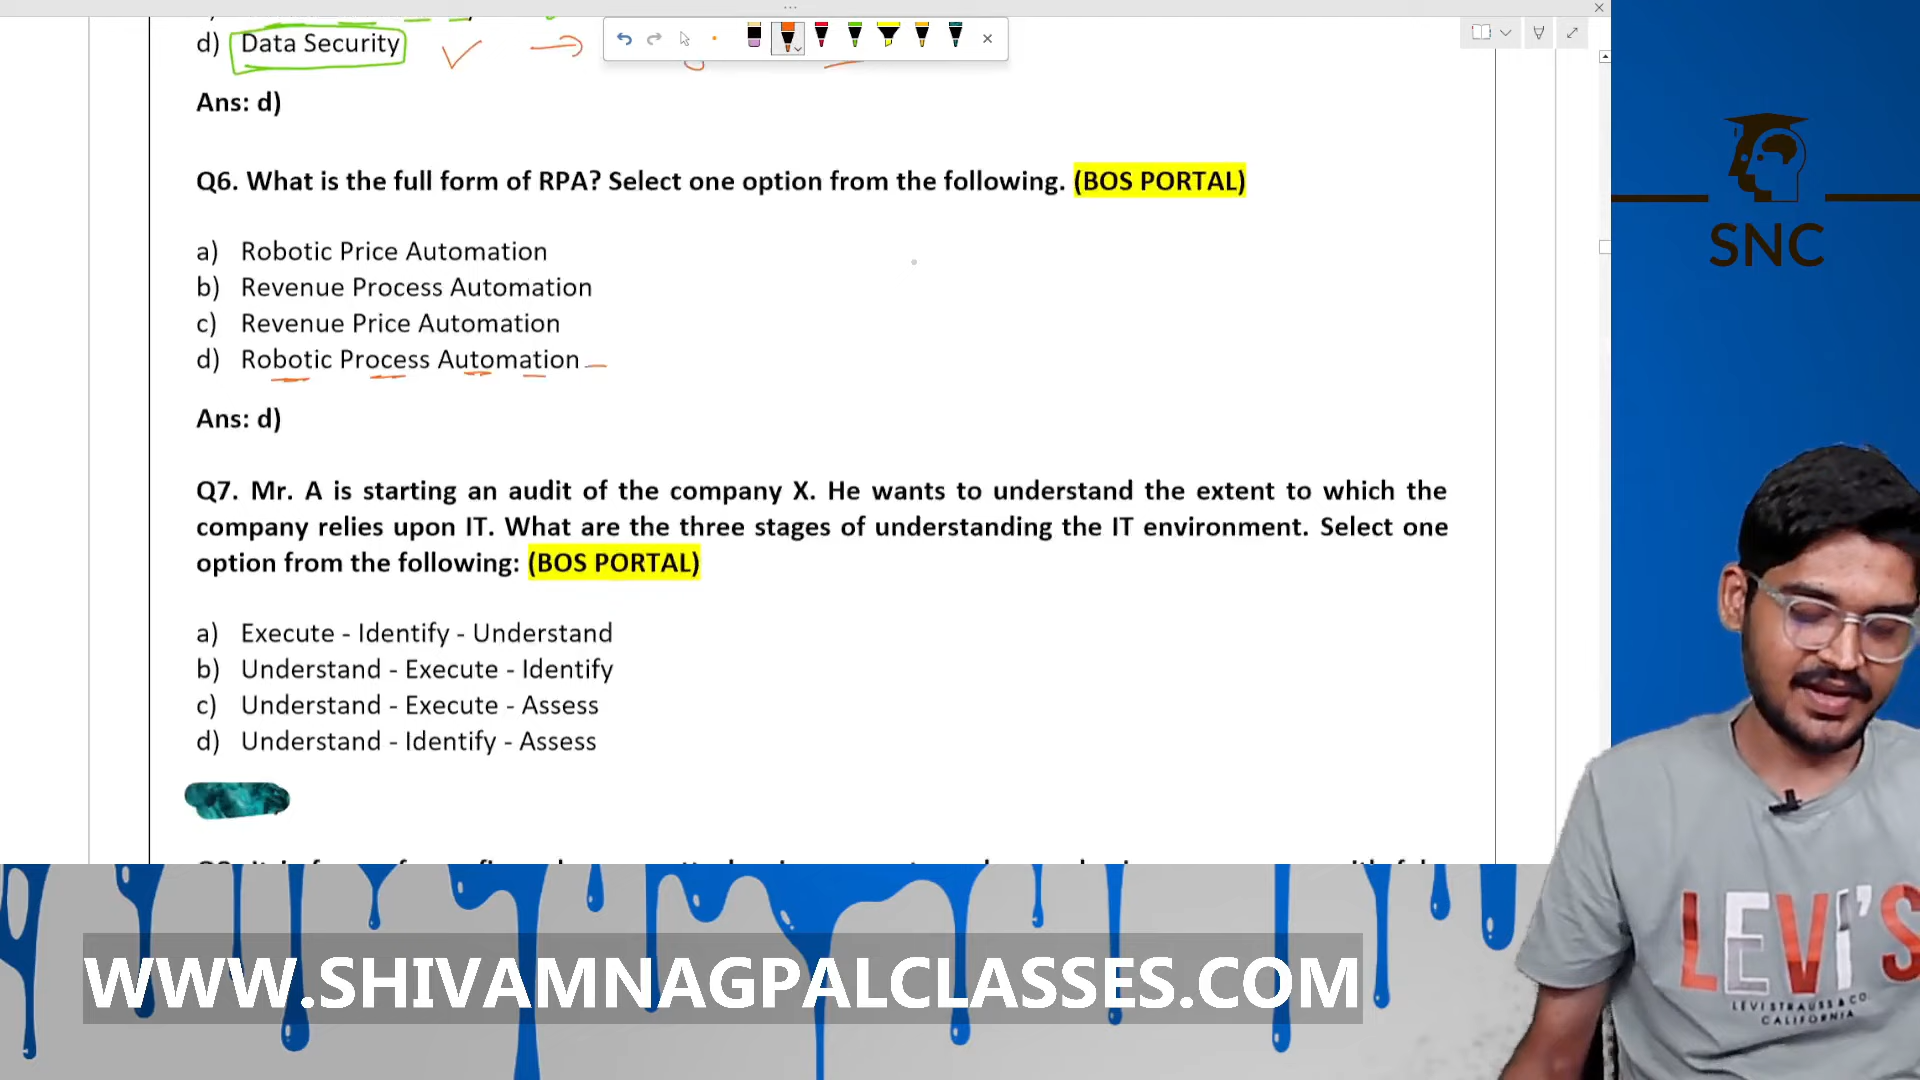 d) Data Security
Ans: d)
Q6. What is the full form of RPA? Select one option from the following. (BOS PORTAL)
a) Robotic Price Automation
b) Revenue Process Automation
c) Revenue Price Automation
d) Robotic Process Automation
Ans: d)
Q7. Mr. A is starting an audit of the company X. He wants to understand the extent to which the
company relies upon IT. What are the three stages of understanding the IT environment. Select one
option from the following: (BOS PORTAL)
a) Execute - Identify - Understand
b) Understand - Execute - Identify
c) Understand - Execute - Assess
d) Understand - Identify - Assess
SNC
LEVI'S
LEVI STRAUSS & CO
CALIFORNIA
WWW.SHIVAMNAGPALCLASSES.COM